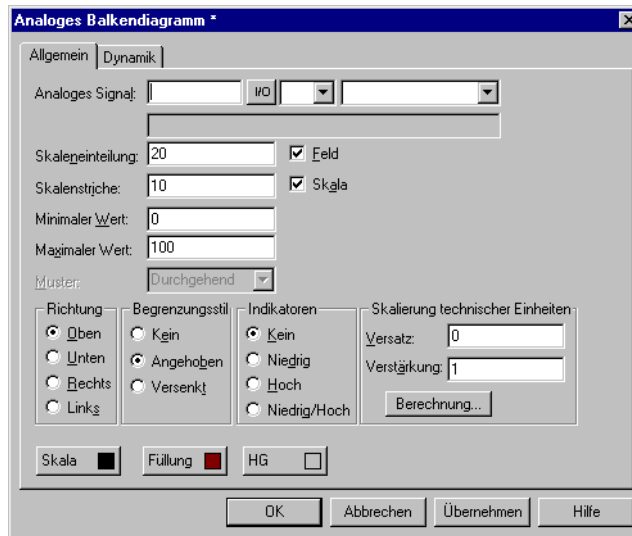 Analoges Balkendiagramm *
Allgemein Dynamik
Analoges Signal: I/O
Skaleneinteilung: 20 Feld
Skalenstriche: 10 Skala
Minimaler Wert: 0
Maximaler Wert: 100
Muster: Durchgehend
Richtung Begrenzungsstil Indikatoren Skalierung technischer Einheiten
Oben Kein Kein Versatz: 0
Unten Angehoben Niedrig Verstärkung: 1
Rechts Versenkt Hoch Berechnung...
Links Niedrig/Hoch
Skala Füllung HG
OK Abbrechen Übernehmen Hilfe